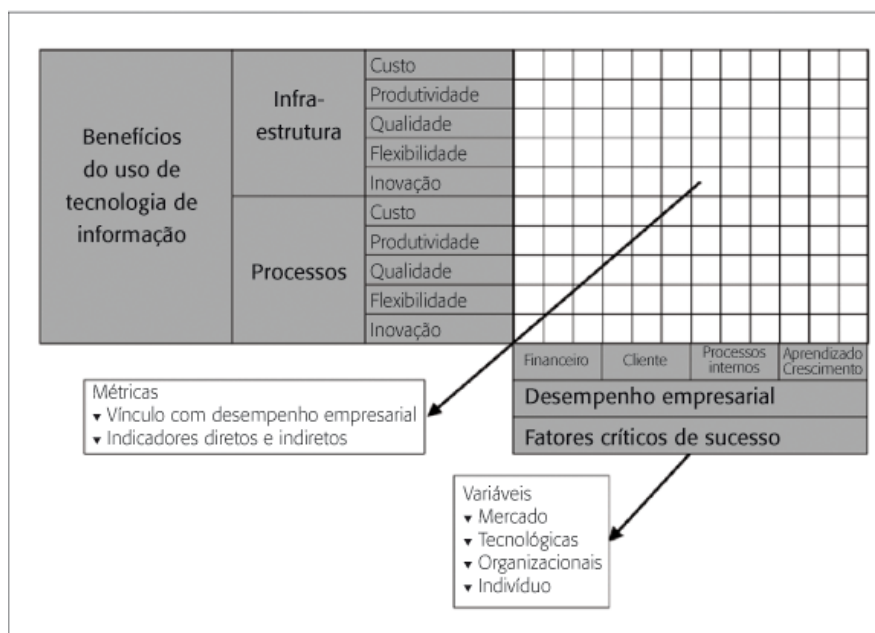 Benefícios
do uso de
tecnologia de
informação
Infra-
estrutura
Custo
Produtividade
Qualidade
Flexibilidade
Inovação
Processos
Custo
Produtividade
Qualidade
Flexibilidade
Inovação
Financeiro
Cliente
Processos
internos
Aprendizado
Crescimento
Desempenho empresarial
Fatores críticos de sucesso
Métricas
▼ Vínculo com desempenho empresarial
▼ Indicadores diretos e indiretos
Variáveis
▼ Mercado
▼ Tecnológicas
▼ Organizacionais
▼ Indivíduo